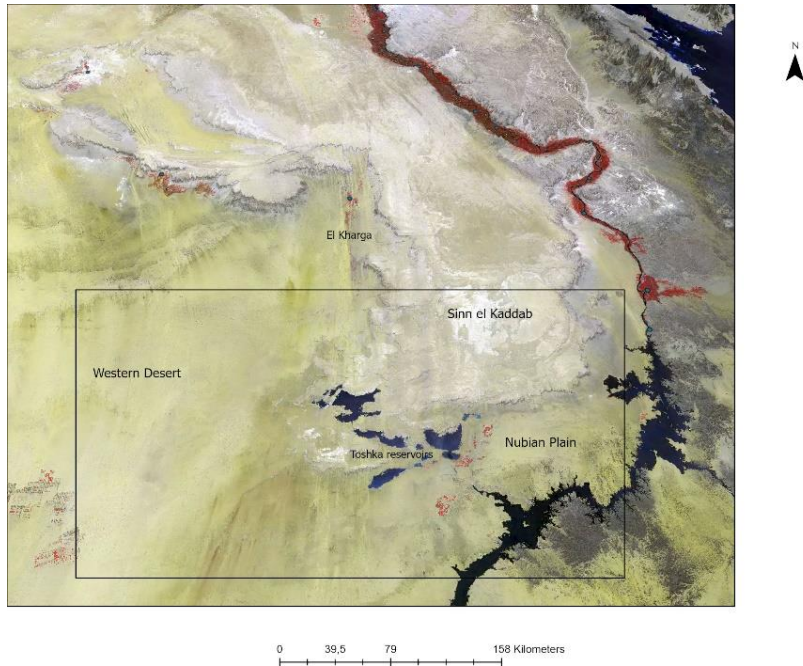 N
El Kharga
Sinn el Kaddab
Western Desert
Nubian Plain
Toshka reservoirs
0 39,5 79 158 Kilometers